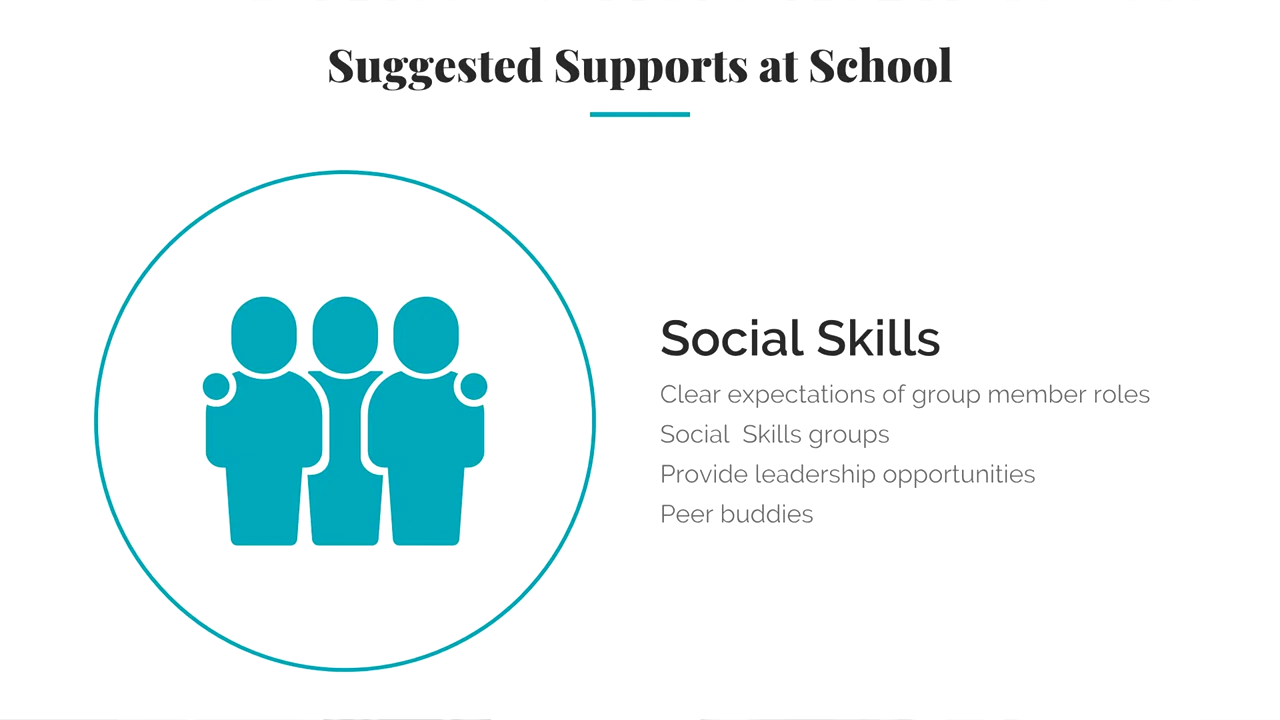 Suggested Supports at School
Social Skills
Clear expectations of group member roles
Social  Skills groups
Provide leadership opportunities
Peer buddies